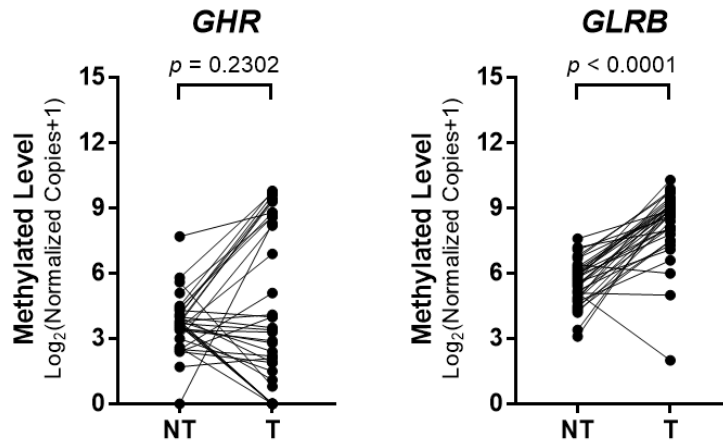 GHR
p = 0.2302
Methylated Level
Log₂(Normalized Copies+1)
15
12
9
6
3
0
NT
T
GLRB
p < 0.0001
Methylated Level
Log₂(Normalized Copies+1)
15
12
9
6
3
0
NT
T